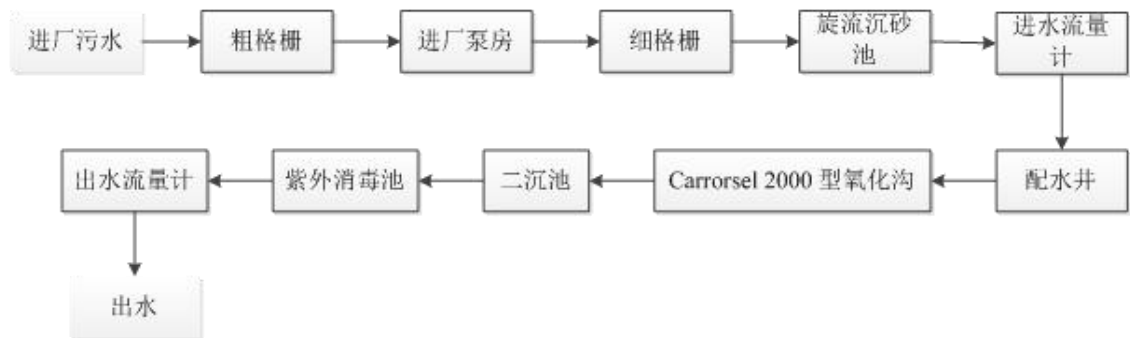 进厂污水
粗格栅
进厂泵房
细格栅
旋流沉砂
池
进水流量
计
配水井
Carrorsel 2000 型氧化沟
二沉池
紫外消毒池
出水流量计
出水